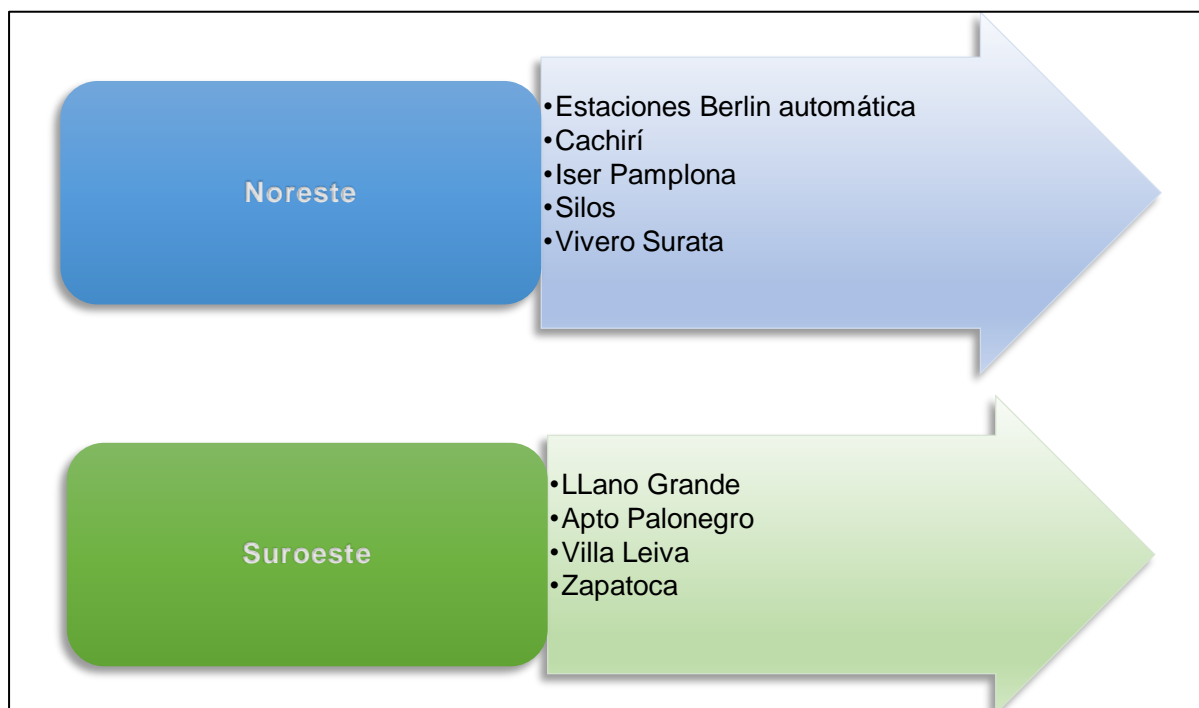 Noreste
•Estaciones Berlin automática
•Cachirí
•Iser Pamplona
•Silos
•Vivero Surata
Suroeste
•LLano Grande
•Apto Palonegro
•Villa Leiva
•Zapatoca